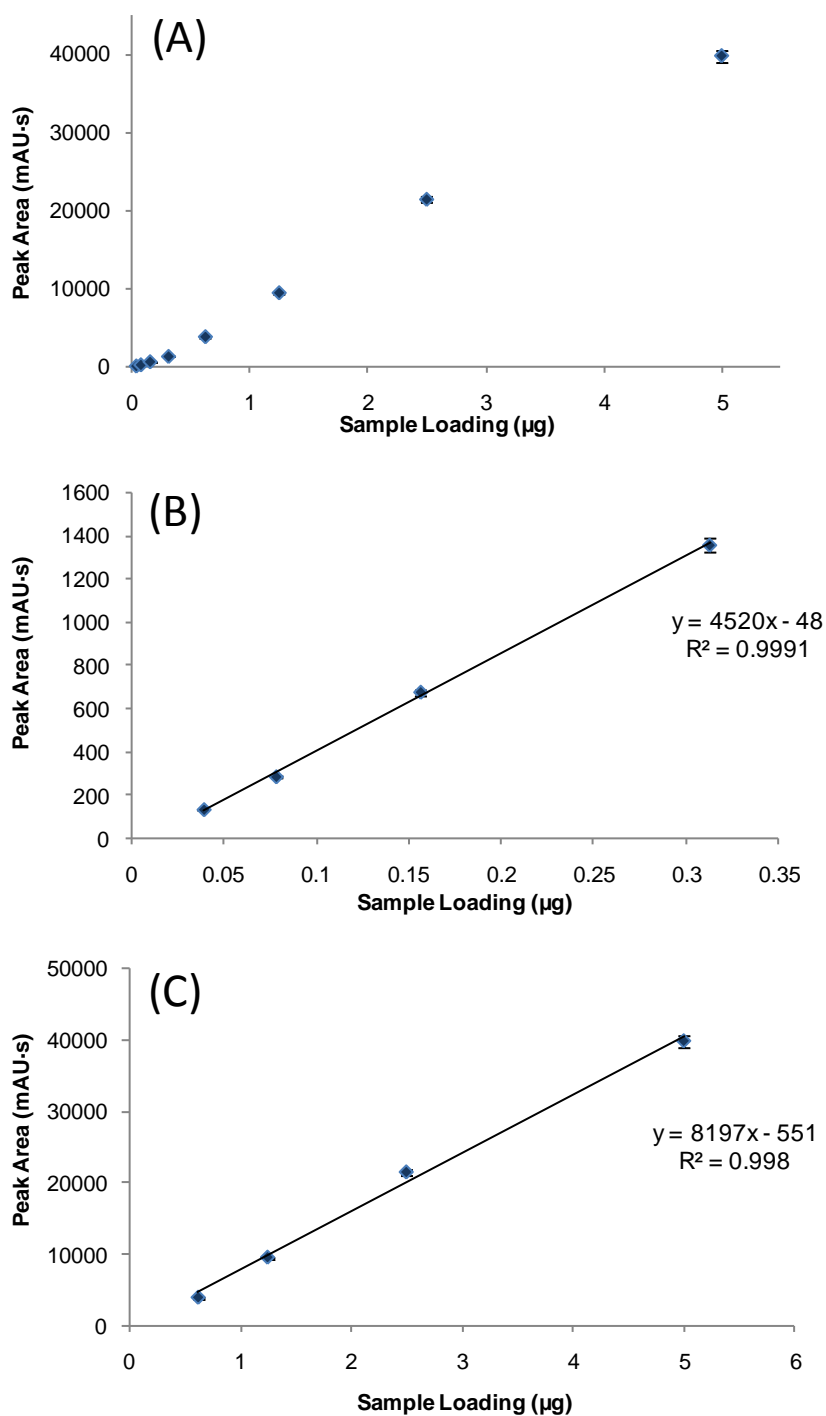 (A)
Peak Area (mAU·s)
40000
30000
20000
10000
0
0 1 2 3 4 5
Sample Loading (µg)
(B)
Peak Area (mAU·s)
1600
1400
1200
1000
800
600
400
200
0
y = 4520x - 48
R² = 0.9991
0 0.05 0.1 0.15 0.2 0.25 0.3 0.35
Sample Loading (µg)
(C)
Peak Area (mAU·s)
50000
40000
30000
20000
10000
0
y = 8197x - 551
R² = 0.998
0 1 2 3 4 5 6
Sample Loading (µg)